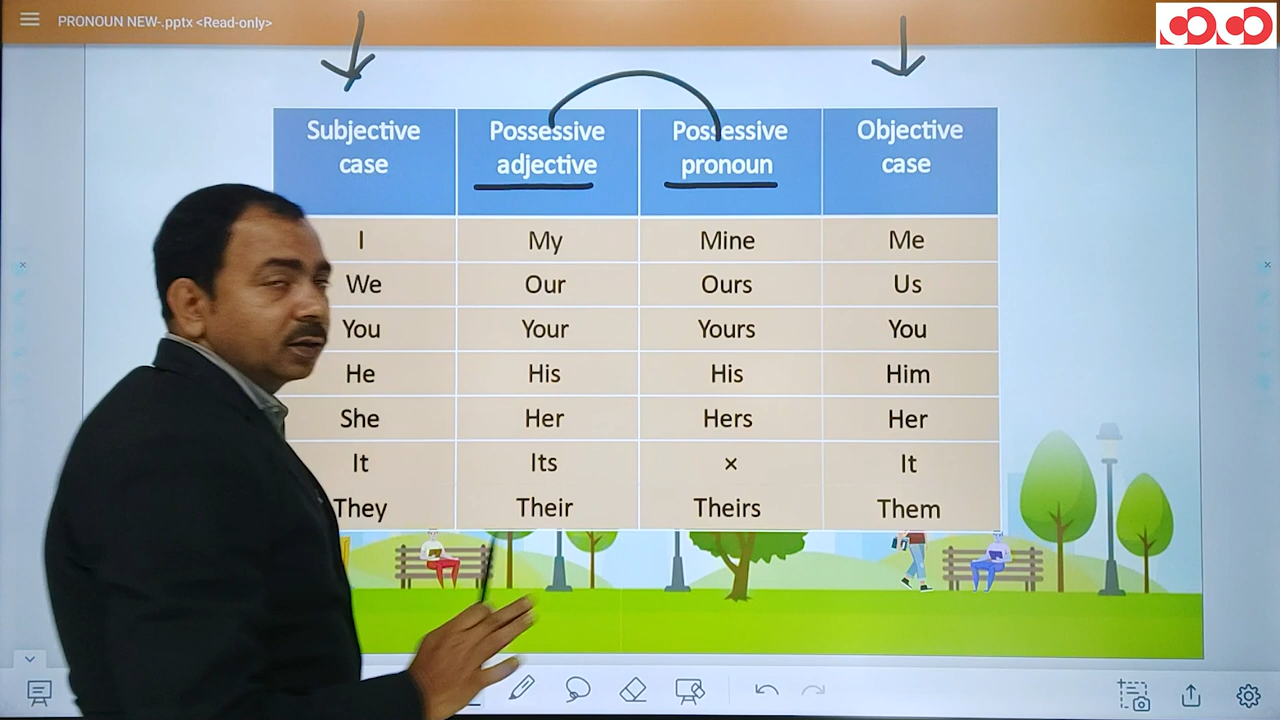 PRONOUN NEW-.pptx <Read-only>
Subjective case
Possessive adjective
Possessive pronoun
Objective case
I My Mine Me
We Our Ours Us
You Your Yours You
He His His Him
She Her Hers Her
It Its × It
They Their Theirs Them